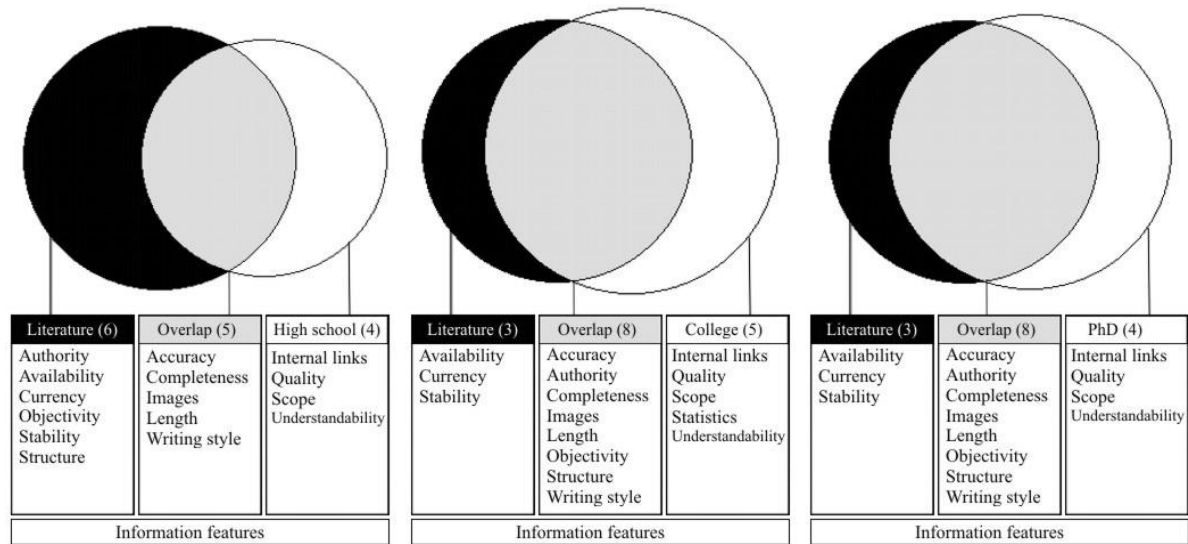 Literature (6)
Authority
Availability
Currency
Objectivity
Stability
Structure
Overlap (5)
Accuracy
Completeness
Images
Length
Writing style
High school (4)
Internal links
Quality
Scope
Understandability
Information features
Literature (3)
Availability
Currency
Stability
Overlap (8)
Accuracy
Authority
Completeness
Images
Length
Objectivity
Structure
Writing style
College (5)
Internal links
Quality
Scope
Statistics
Understandability
Information features
Literature (3)
Availability
Currency
Stability
Overlap (8)
Accuracy
Authority
Completeness
Images
Length
Objectivity
Structure
Writing style
PhD (4)
Internal links
Quality
Scope
Understandability
Information features